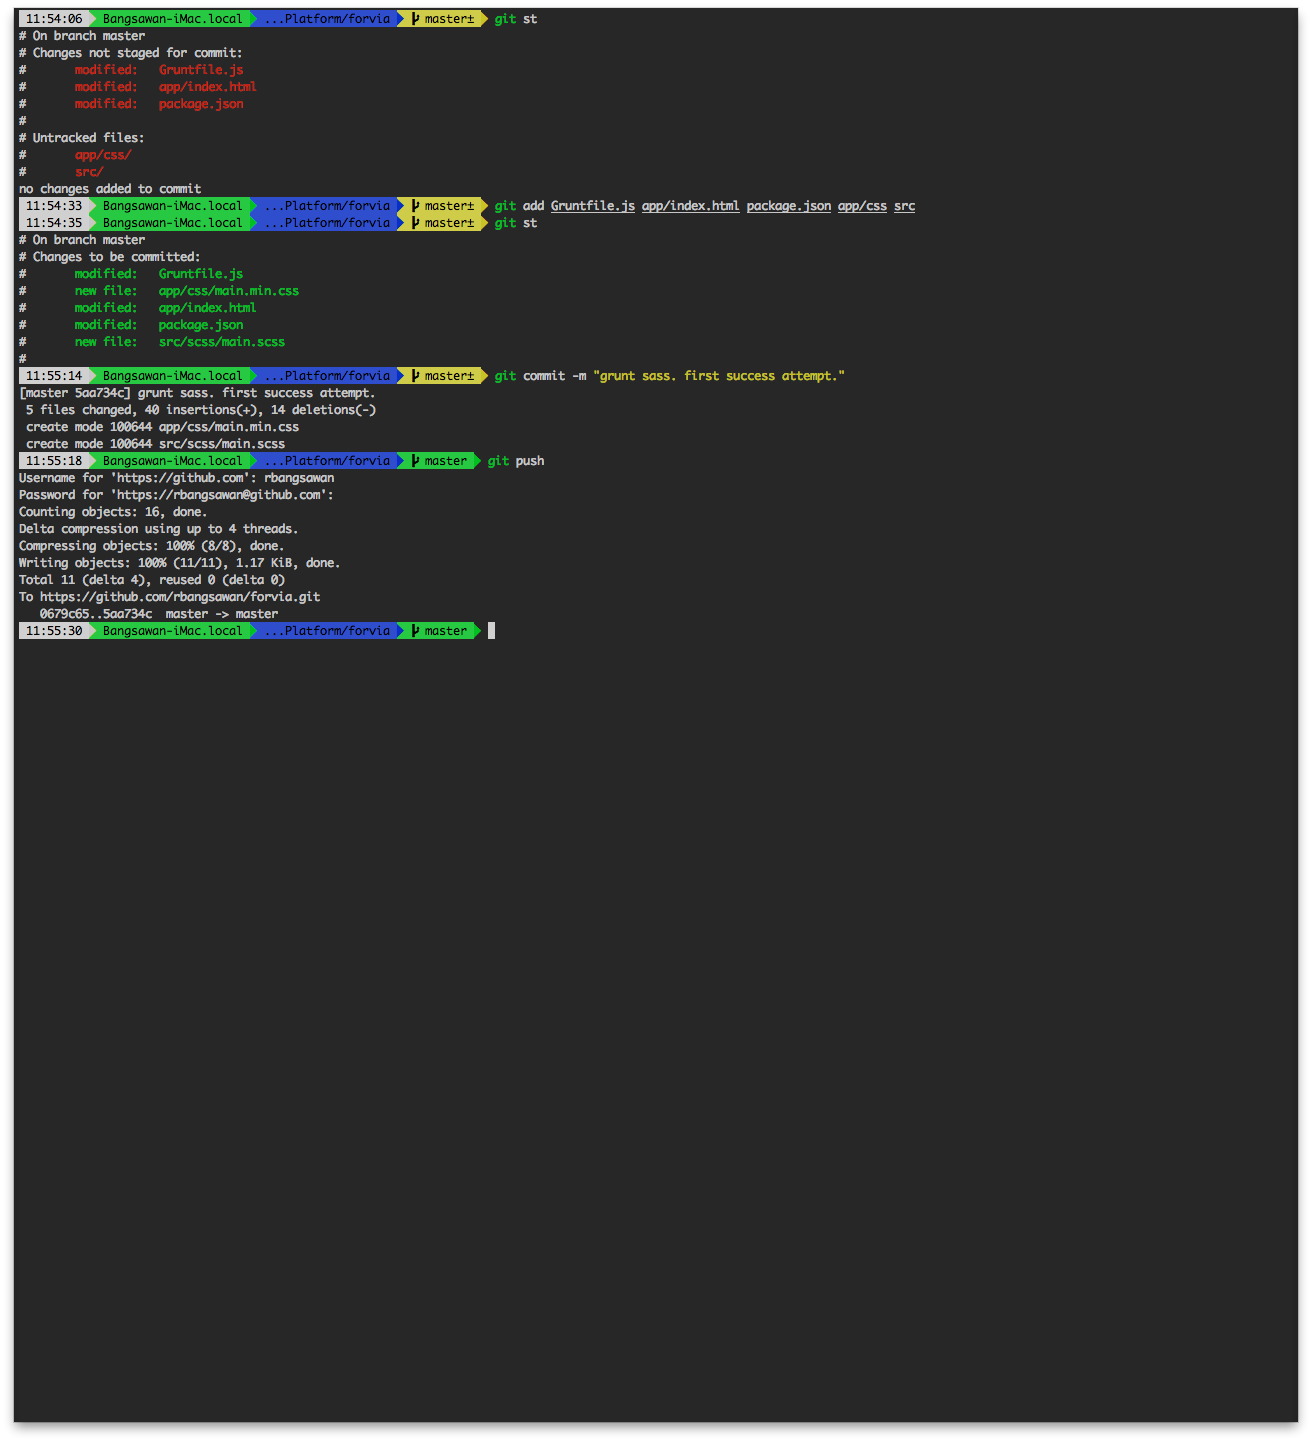 11:54:06 Bangsawan-iMac.local ...Platform/forvia master± git st
# On branch master
# Changes not staged for commit:
#       modified:   Gruntfile.js
#       modified:   app/index.html
#       modified:   package.json
#
# Untracked files:
#       app/css/
#       src/
no changes added to commit
11:54:33 Bangsawan-iMac.local ...Platform/forvia master± git add Gruntfile.js app/index.html package.json app/css src
11:54:35 Bangsawan-iMac.local ...Platform/forvia master± git st
# On branch master
# Changes to be committed:
#       modified:   Gruntfile.js
#       new file:   app/css/main.min.css
#       modified:   app/index.html
#       modified:   package.json
#       new file:   src/scss/main.scss
#
11:55:14 Bangsawan-iMac.local ...Platform/forvia master± git commit -m "grunt sass. first success attempt."
[master 5aa734c] grunt sass. first success attempt.
 5 files changed, 40 insertions(+), 14 deletions(-)
 create mode 100644 app/css/main.min.css
 create mode 100644 src/scss/main.scss
11:55:18 Bangsawan-iMac.local ...Platform/forvia master git push
Username for 'https://github.com': rbangsawan
Password for 'https://rbangsawan@github.com':
Counting objects: 16, done.
Delta compression using up to 4 threads.
Compressing objects: 100% (8/8), done.
Writing objects: 100% (11/11), 1.17 KiB, done.
Total 11 (delta 4), reused 0 (delta 0)
To https://github.com/rbangsawan/forvia.git
   0679c65..5aa734c  master -> master
11:55:30 Bangsawan-iMac.local ...Platform/forvia master